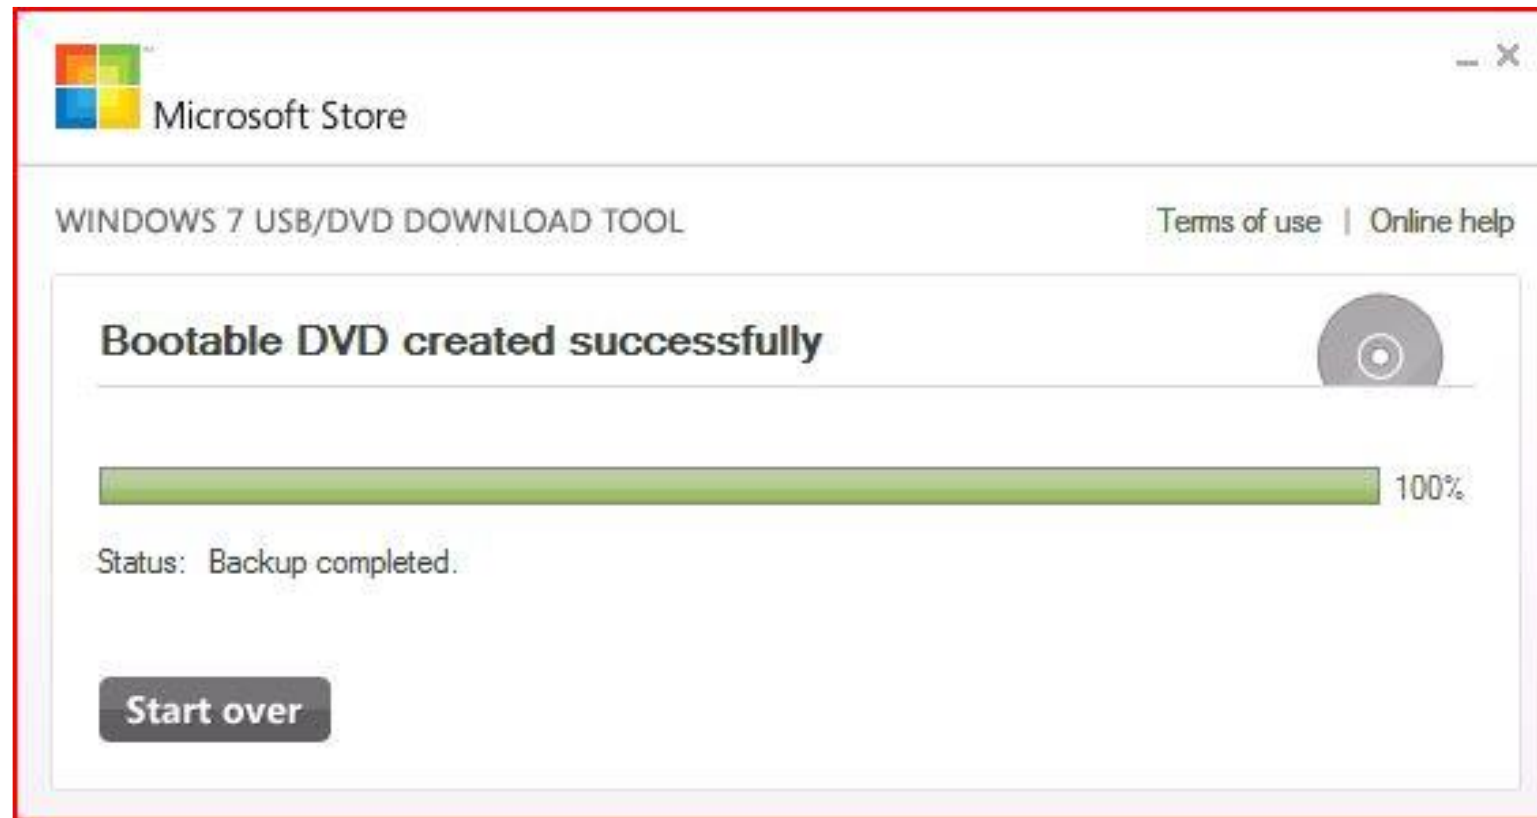 Microsoft Store
WINDOWS 7 USB/DVD DOWNLOAD TOOL
Terms of use | Online help
Bootable DVD created successfully
100%
Status: Backup completed.
Start over